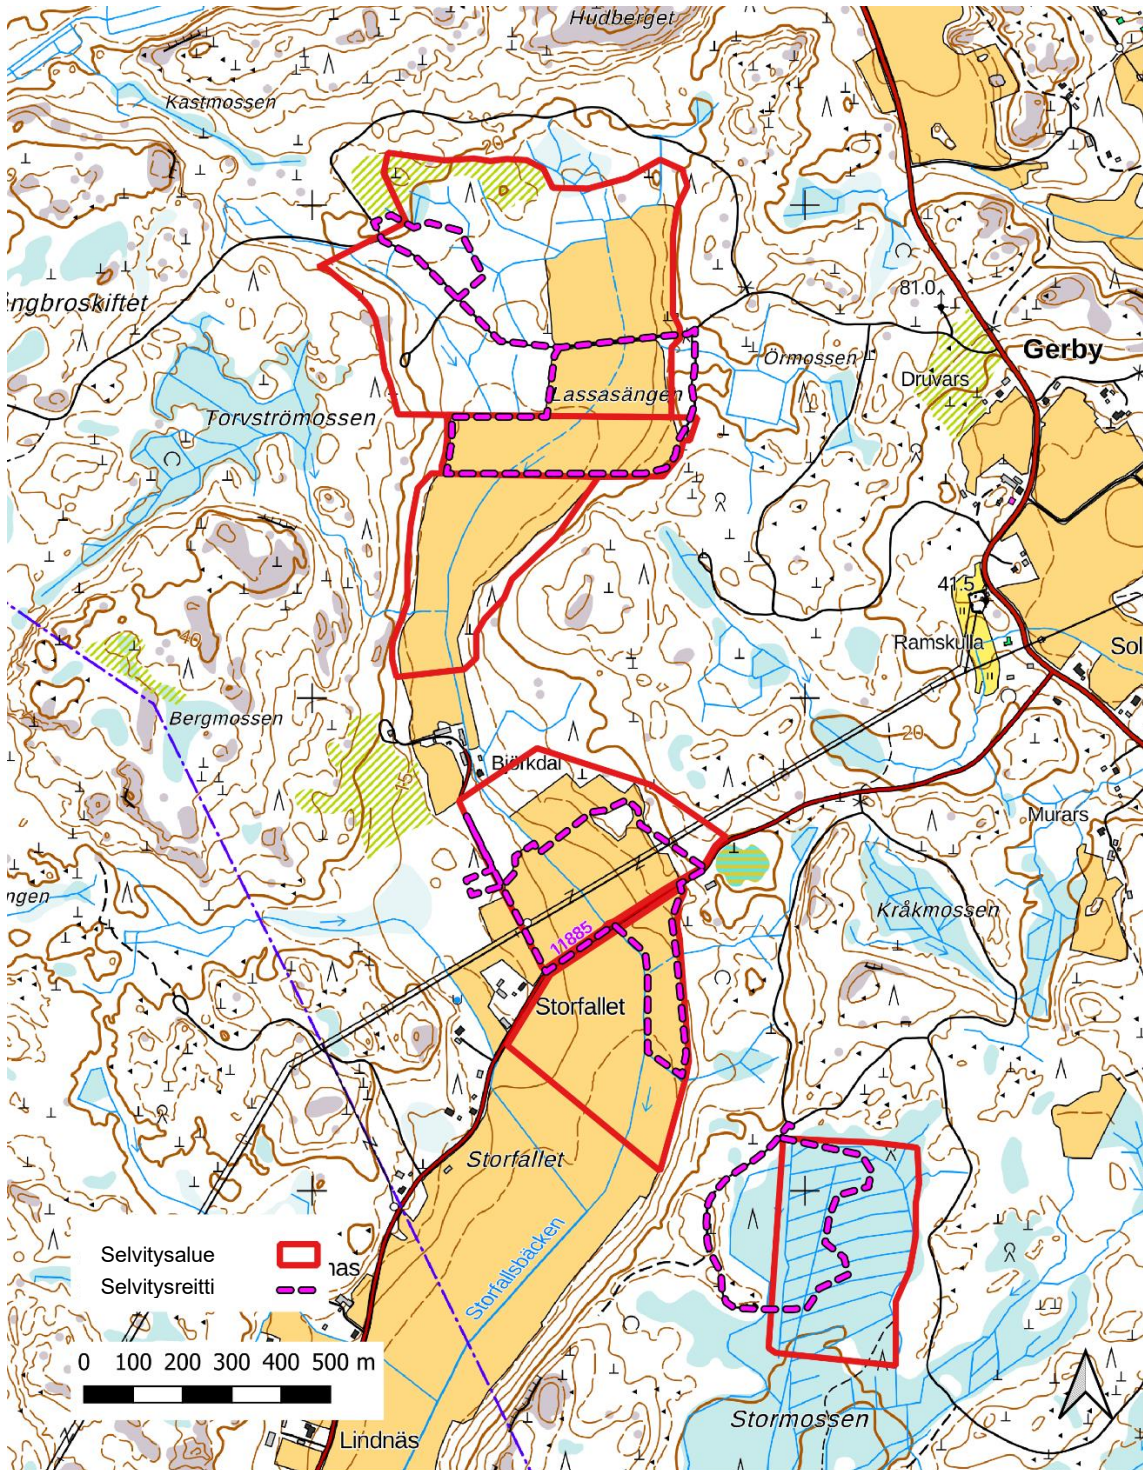 Hudberget
Kastmossen
20
ngbroskiftet
81.0
Gerby
Örmossen
Druvars
Lassasängen
Torvströmossen
41.5
Ramskulla
Sol
40
Bergmossen
20
15
Björkdal
Murars
ngen
Kråkmossen
11885
Storfallet
Storfallet
Storfallsbäcken
Selvitysalue
Selvitysreitti
näs
0 100 200 300 400 500 m
Stormossen
Lindnäs